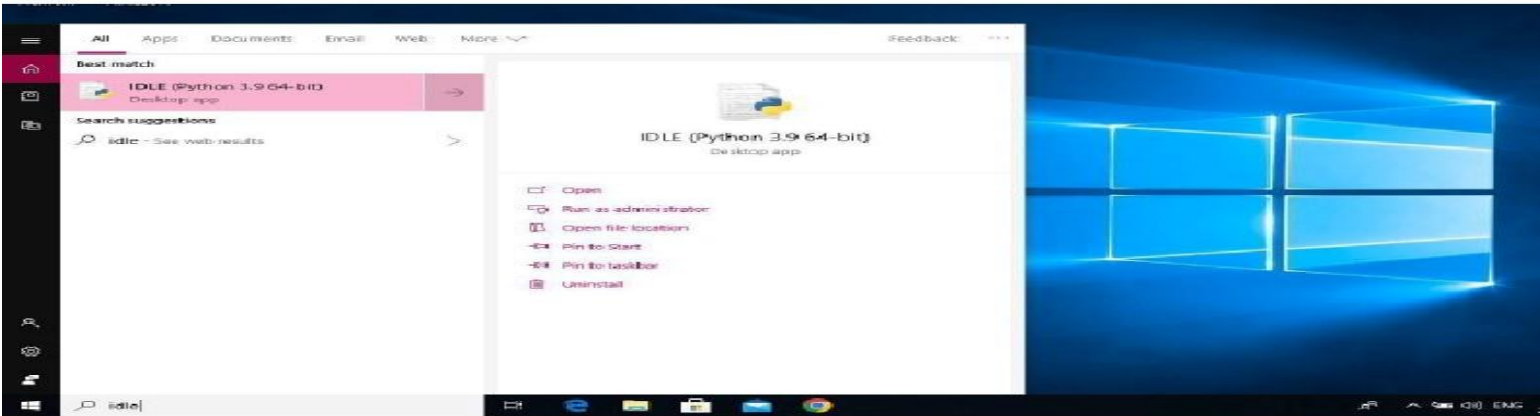 All Apps Documents Email Web More Feedback ...
Best match
IDLE (Python 3.9 64-bit)
Desktop app
Search suggestions
idle - See web results
IDLE (Python 3.9 64-bit)
Desktop app
Open
Run as administrator
Open file location
Pin to Start
Pin to taskbar
Uninstall
idle
ENG